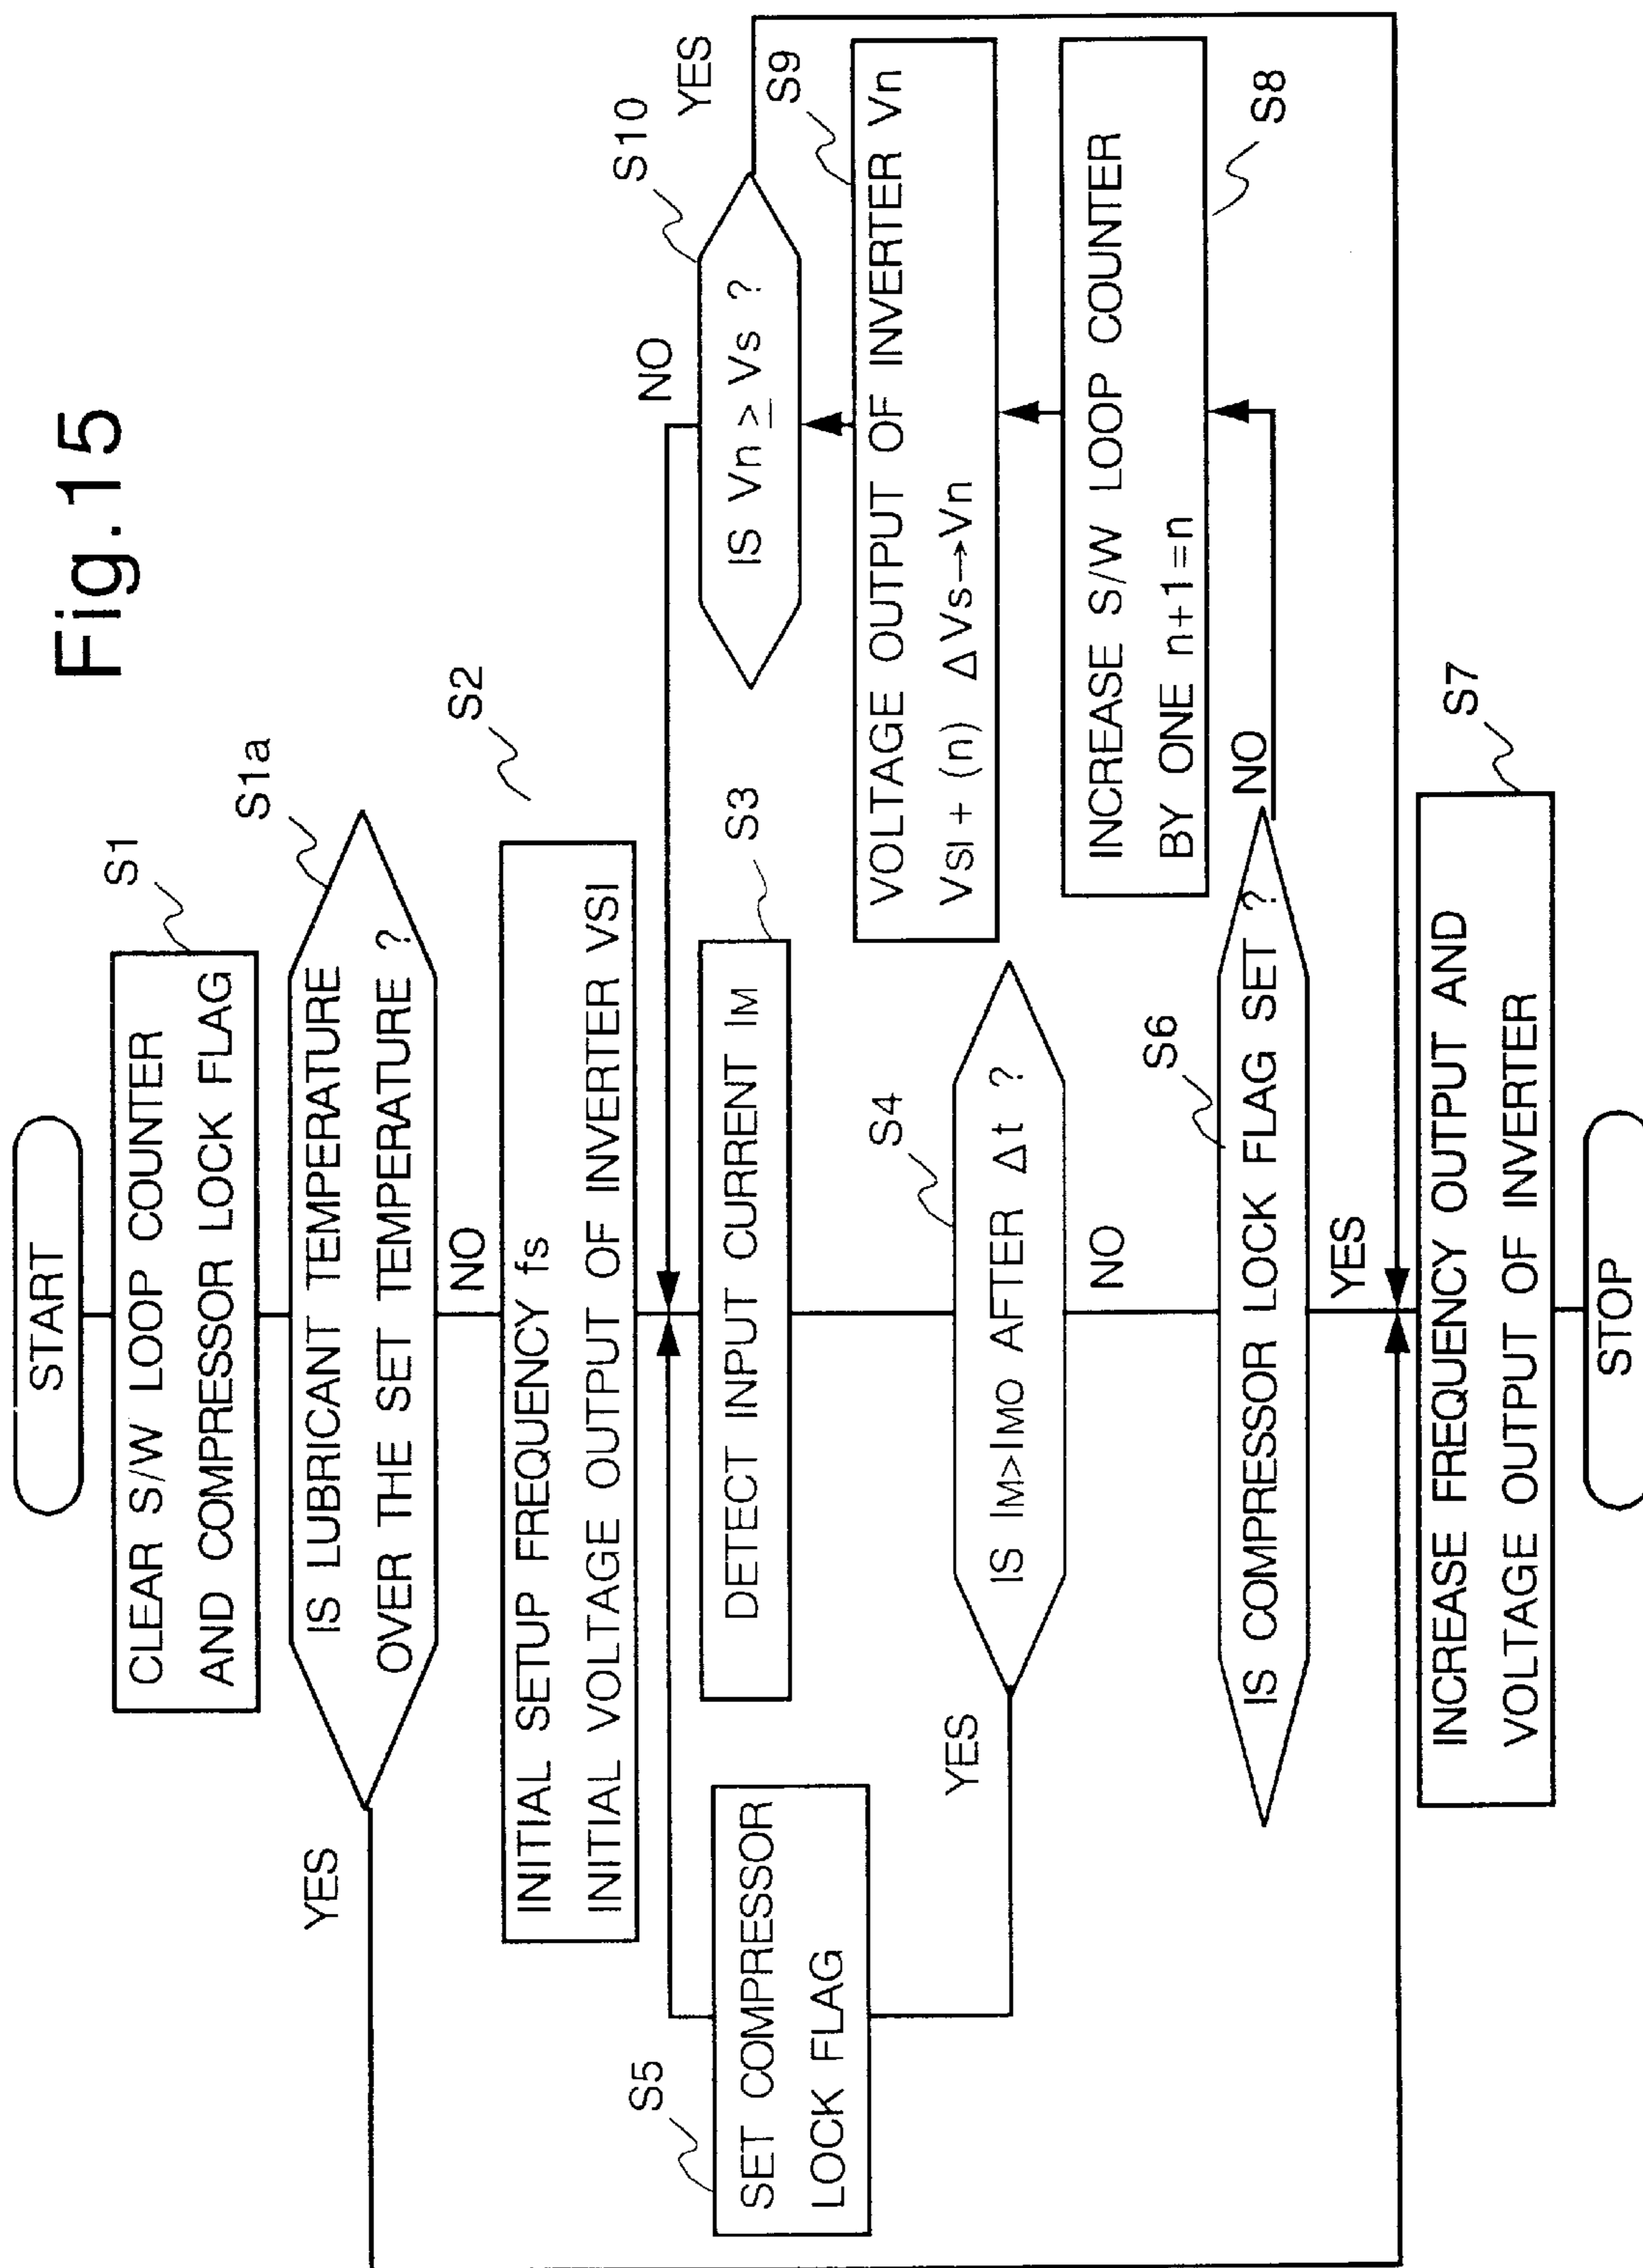 Fig.15
START
S1
CLEAR S/W LOOP COUNTER
AND COMPRESSOR LOCK FLAG
S1a
IS LUBRICANT TEMPERATURE
OVER THE SET TEMPERATURE ?
YES
NO
S2
INITIAL SETUP FREQUENCY fs
INITIAL VOLTAGE OUTPUT OF INVERTER VSI
S3
DETECT INPUT CURRENT IM
S4
IS IM>IMO AFTER Δt ?
YES
NO
S5
SET COMPRESSOR
LOCK FLAG
S6
IS COMPRESSOR LOCK FLAG SET ?
NO
YES
S7
INCREASE FREQUENCY OUTPUT AND
VOLTAGE OUTPUT OF INVERTER
STOP
S8
INCREASE S/W LOOP COUNTER
BY ONE n+1=n
S9
VOLTAGE OUTPUT OF INVERTER Vn
VSI + (n) ΔVs→Vn
S10
IS Vn ≥ Vs ?
NO
YES